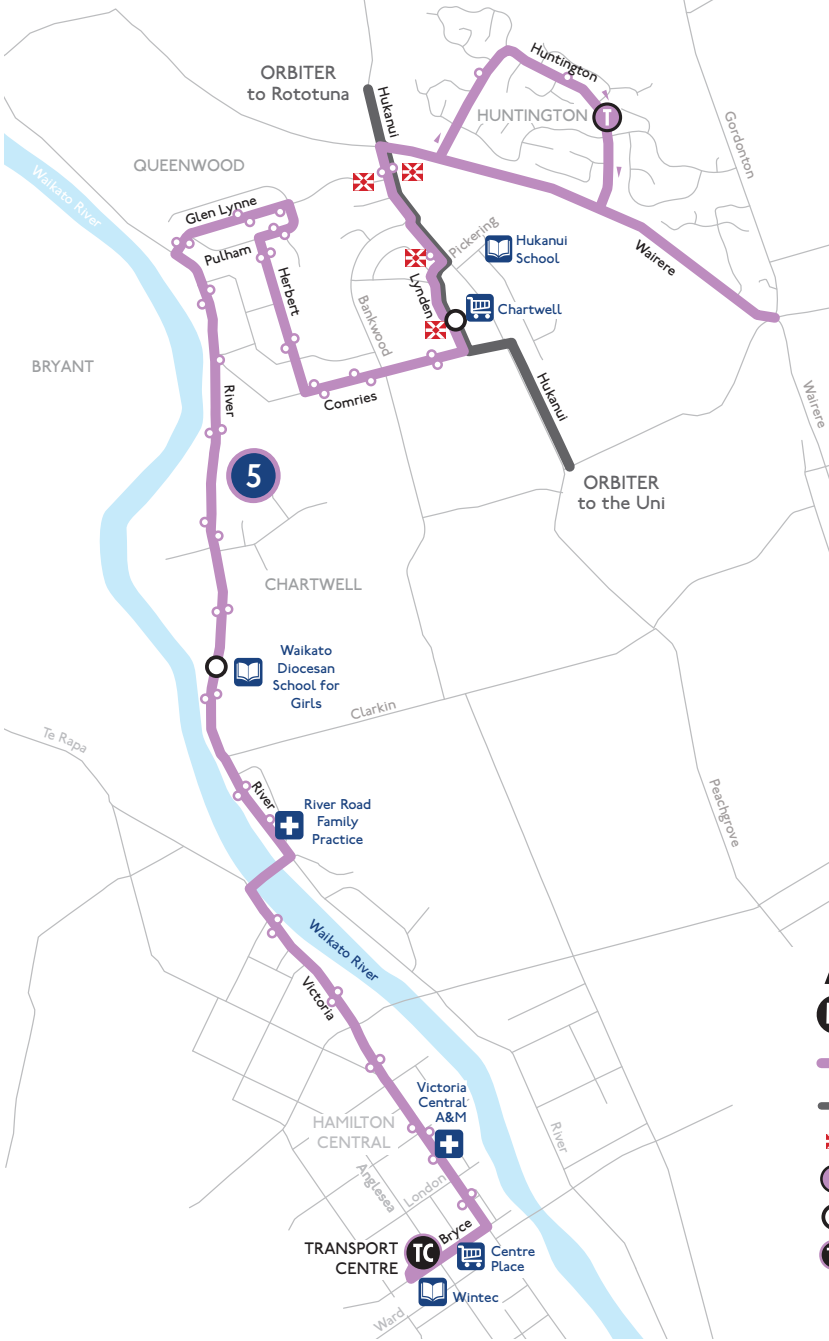 ORBITER
to Rototuna
Hukanui
Huntington
HUNTINGTON
T
Gordonton
QUEENWOOD
Waikato River
Glen Lynne
Pulham
Herbert
Pickering
Hukanui
School
Wairere
Lynden
Chartwell
Bankwood
BRYANT
River
Comries
Hukanui
Wairere
5
ORBITER
to the Uni
CHARTWELL
Waikato
Diocesan
School for
Girls
Clarkin
Te Rapa
River
River Road
Family
Practice
Peachgrove
Waikato River
Victoria
Victoria
Central
A&M
HAMILTON
CENTRAL
River
Anglesea
London
Bryce
TRANSPORT
CENTRE
TC
Centre
Place
Wintec
Ward